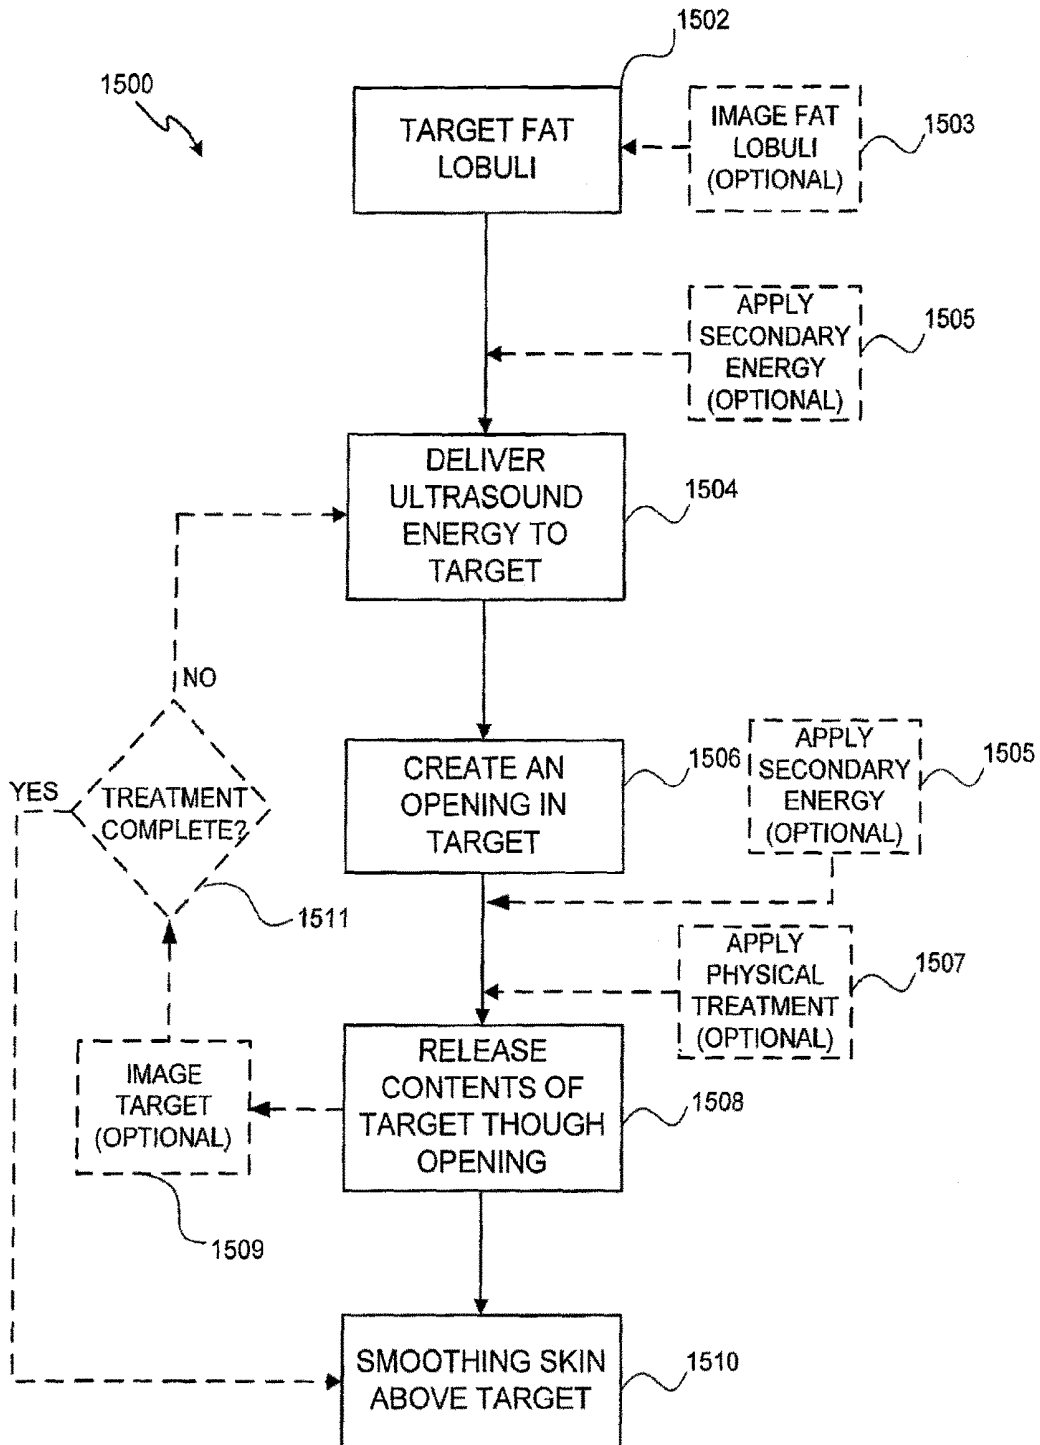 1500
1502
TARGET FAT
LOBULI
IMAGE FAT
LOBULI
(OPTIONAL)
1503
APPLY
SECONDARY
ENERGY
(OPTIONAL)
1505
DELIVER
ULTRASOUND
ENERGY TO
TARGET
1504
NO
YES
TREATMENT
COMPLETE?
1511
CREATE AN
OPENING IN
TARGET
1506
APPLY
SECONDARY
ENERGY
(OPTIONAL)
1505
APPLY
PHYSICAL
TREATMENT
(OPTIONAL)
1507
RELEASE
CONTENTS OF
TARGET THOUGH
OPENING
1508
IMAGE
TARGET
(OPTIONAL)
1509
SMOOTHING SKIN
ABOVE TARGET
1510